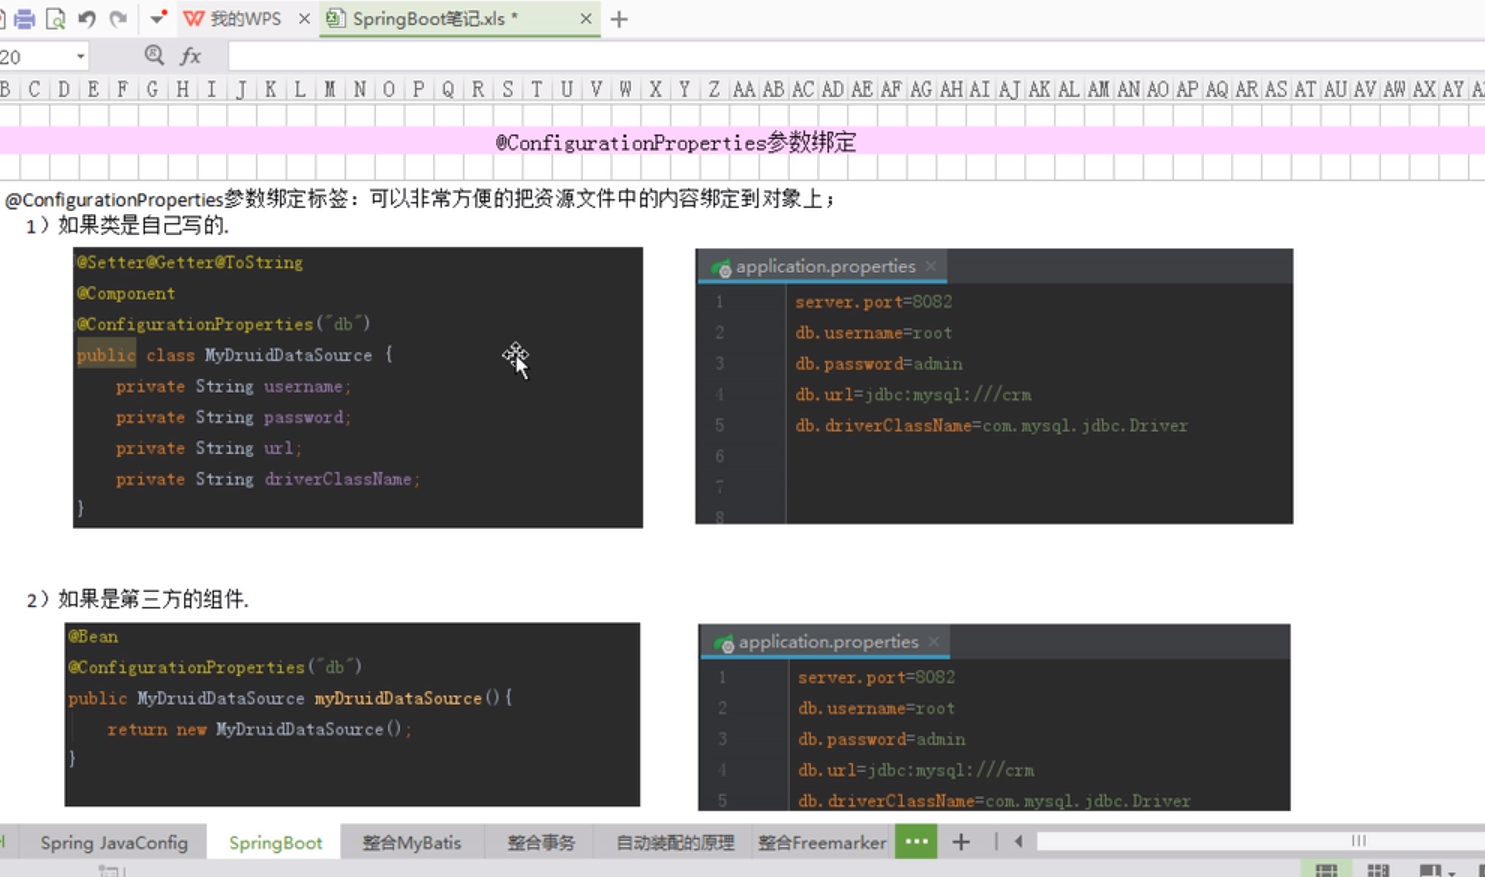 我的WPS
SpringBoot笔记.xls *
20
fx
B C D E F G H I J K L M N O P Q R S T U V W X Y Z AA AB AC AD AE AF AG AH AI AJ AK AL AM AN AO AP AQ AR AS AT AU AV AW AX AY
@ConfigurationProperties参数绑定
@ConfigurationProperties参数绑定标签：可以非常方便的把资源文件中的内容绑定到对象上；
1）如果类是自己写的.
@Setter@Getter@ToString
@Component
@ConfigurationProperties("db")
public class MyDruidDataSource {
private String username;
private String password;
private String url;
private String driverClassName;
}
application.properties
1 server.port=8082
2 db.username=root
3 db.password=admin
4 db.url=jdbc:mysql:///crm
5 db.driverClassName=com.mysql.jdbc.Driver
6
7
8
2）如果是第三方的组件.
@Bean
@ConfigurationProperties("db")
public MyDruidDataSource myDruidDataSource(){
return new MyDruidDataSource();
}
application.properties
1 server.port=8082
2 db.username=root
3 db.password=admin
4 db.url=jdbc:mysql:///crm
5 db.driverClassName=com.mysql.jdbc.Driver
Spring JavaConfig
SpringBoot
整合MyBatis
整合事务
自动装配的原理
整合Freemarker